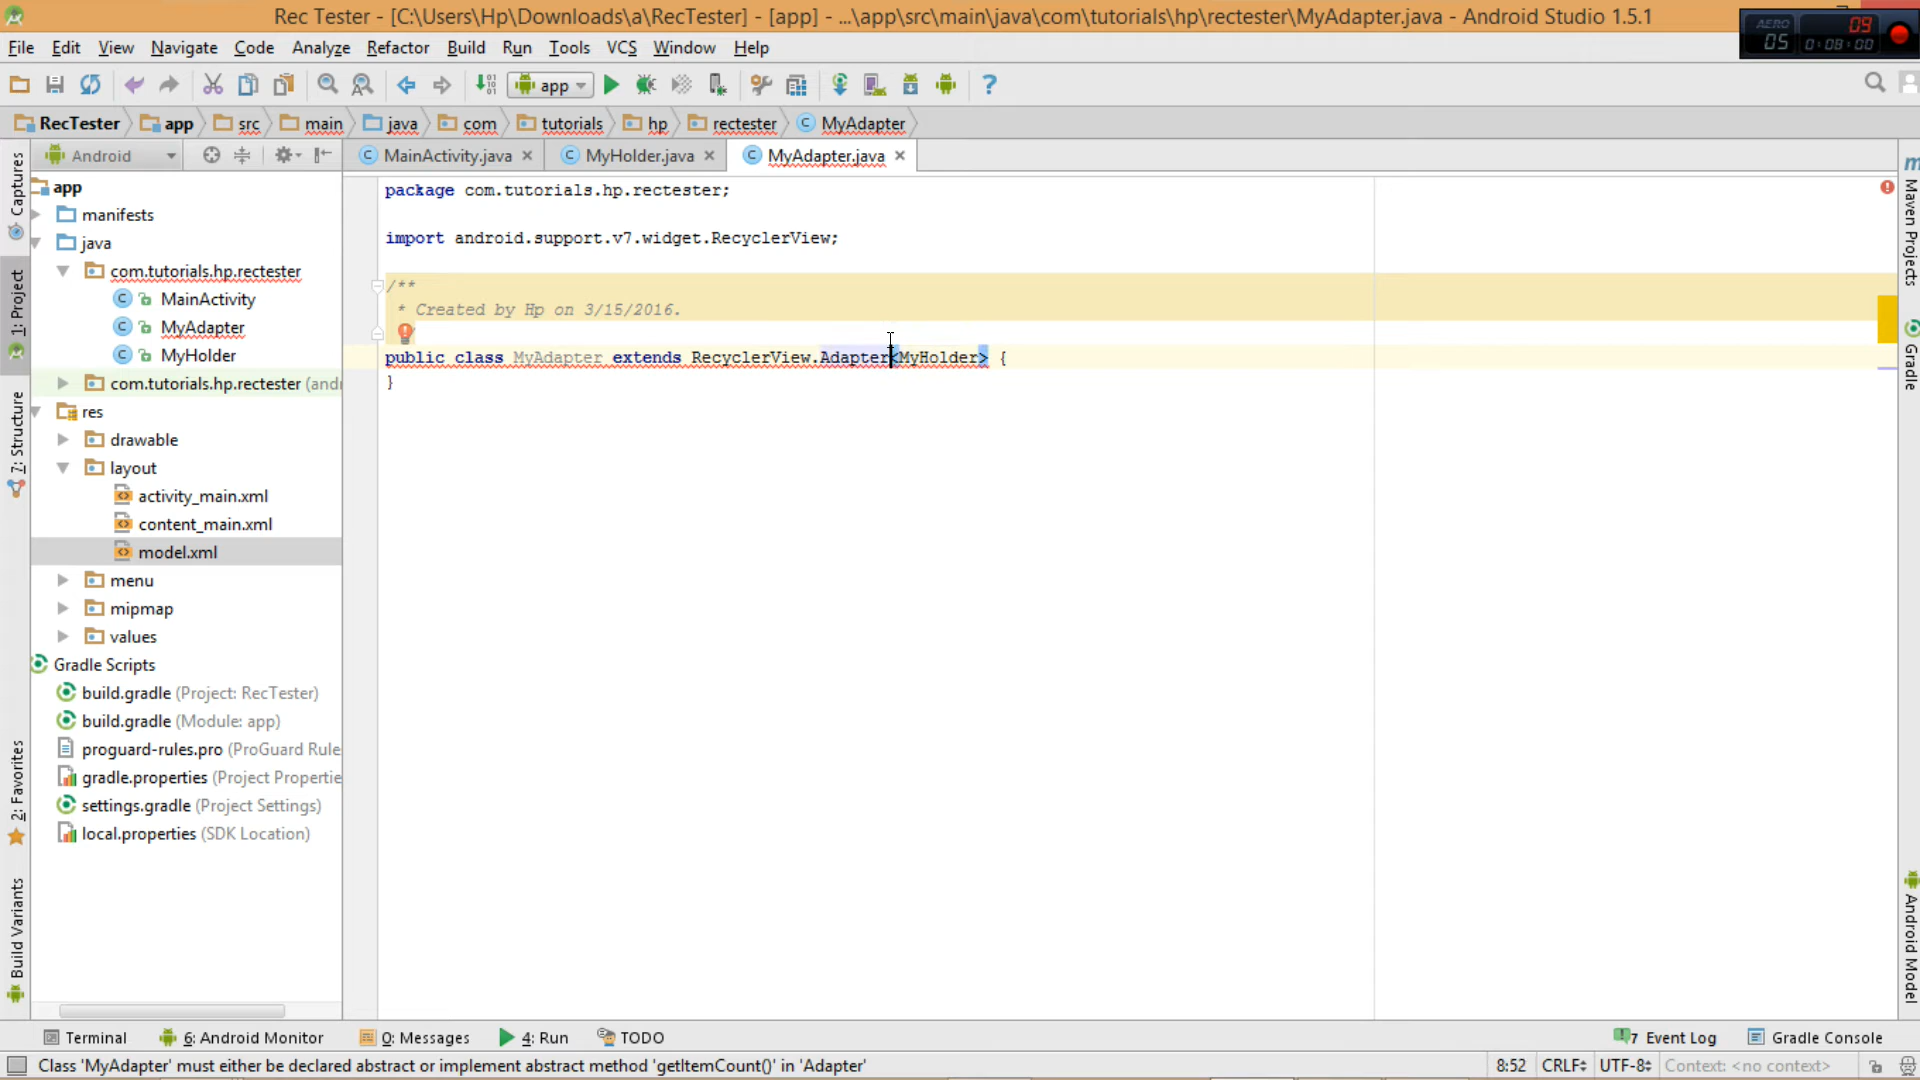 Rec Tester - [C:\Users\Hp\Downloads\a\RecTester] - [app] - ...\app\src\main\java\com\tutorials\hp\rectester\MyAdapter.java - Android Studio 1.5.1
AERO 05 09 0:08:00
File Edit View Navigate Code Analyze Refactor Build Run Tools VCS Window Help
app
RecTester app src main java com tutorials hp rectester MyAdapter
Android
MainActivity.java MyHolder.java MyAdapter.java
app
manifests
java
com.tutorials.hp.rectester
MainActivity
MyAdapter
MyHolder
com.tutorials.hp.rectester (andr
res
drawable
layout
activity_main.xml
content_main.xml
model.xml
menu
mipmap
values
Gradle Scripts
build.gradle (Project: RecTester)
build.gradle (Module: app)
proguard-rules.pro (ProGuard Rule
gradle.properties (Project Propertie
settings.gradle (Project Settings)
local.properties (SDK Location)
package com.tutorials.hp.rectester;
import android.support.v7.widget.RecyclerView;
/**
* Created by Hp on 3/15/2016.
public class MyAdapter extends RecyclerView.Adapter<MyHolder> {
}
Captures
1: Project
7: Structure
2: Favorites
Build Variants
Maven Projects
Gradle
Android Model
Terminal 6: Android Monitor 0: Messages 4: Run TODO 7 Event Log Gradle Console
Class 'MyAdapter' must either be declared abstract or implement abstract method 'getItemCount()' in 'Adapter' 8:52 CRLF UTF-8 Context: <no context>